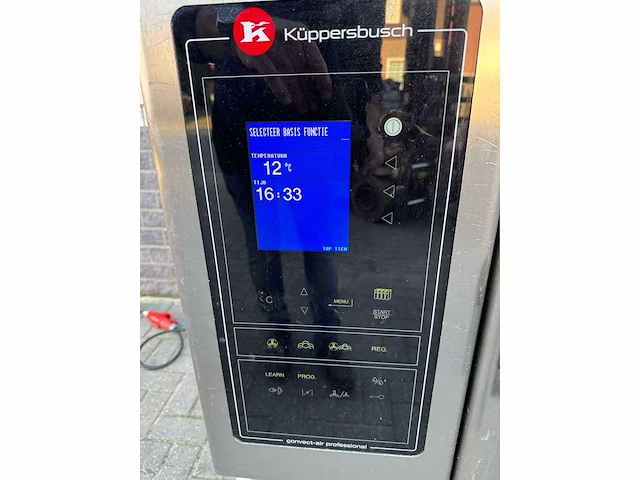 K
Küppersbusch
SELECTEER BASIS FUNCTIE
TEMPERATUUR
12 °C
TIJD
16:33
TOP TIEN
C
MENU
START
STOP
REG.
LEARN
PROG.
%
convect-air professional